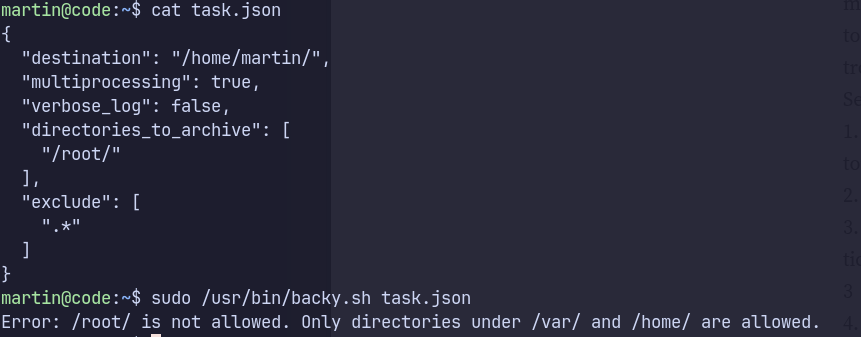 martin@code:~$ cat task.json
{
  "destination": "/home/martin/",
  "multiprocessing": true,
  "verbose_log": false,
  "directories_to_archive": [
    "/root/"
  ],
  "exclude": [
    ".*"
  ]
}
martin@code:~$ sudo /usr/bin/backy.sh task.json
Error: /root/ is not allowed. Only directories under /var/ and /home/ are allowed.